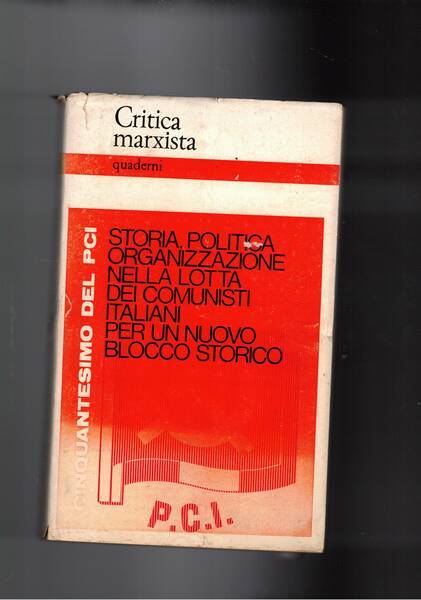 Critica
marxista
quaderni
CINQUANTESIMO DEL PCI
STORIA, POLITICA
ORGANIZZAZIONE
NELLA LOTTA
DEI COMUNISTI
ITALIANI
PER UN NUOVO
BLOCCO STORICO
P.C.I.